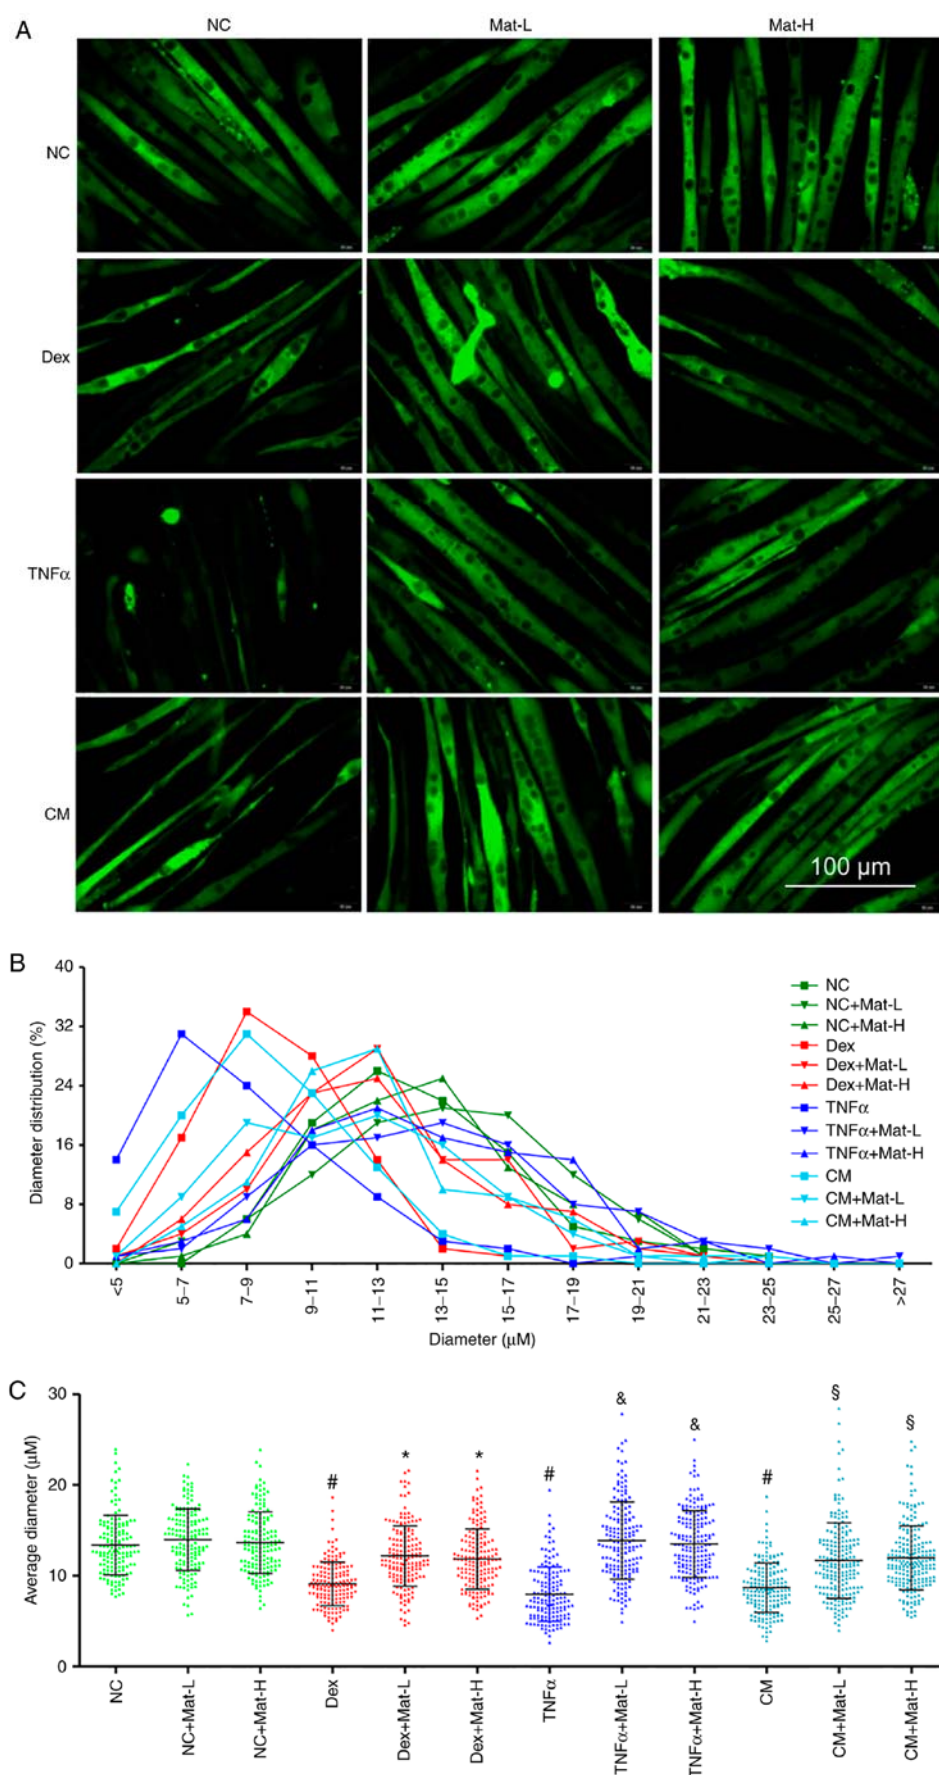 A
NC
Mat-L
Mat-H
NC
Dex
TNFα
CM
100 µm
B
Diameter distribution (%)
40
32
24
16
8
0
<5
5–7
7–9
9–11
11–13
13–15
15–17
17–19
19–21
21–23
23–25
25–27
>27
Diameter (µM)
NC
NC+Mat-L
NC+Mat-H
Dex
Dex+Mat-L
Dex+Mat-H
TNFα
TNFα+Mat-L
TNFα+Mat-H
CM
CM+Mat-L
CM+Mat-H
C
Average diameter (µM)
30
20
10
0
#
*
*
#
&
&
#
§
§
NC
NC+Mat-L
NC+Mat-H
Dex
Dex+Mat-L
Dex+Mat-H
TNFα
TNFα+Mat-L
TNFα+Mat-H
CM
CM+Mat-L
CM+Mat-H